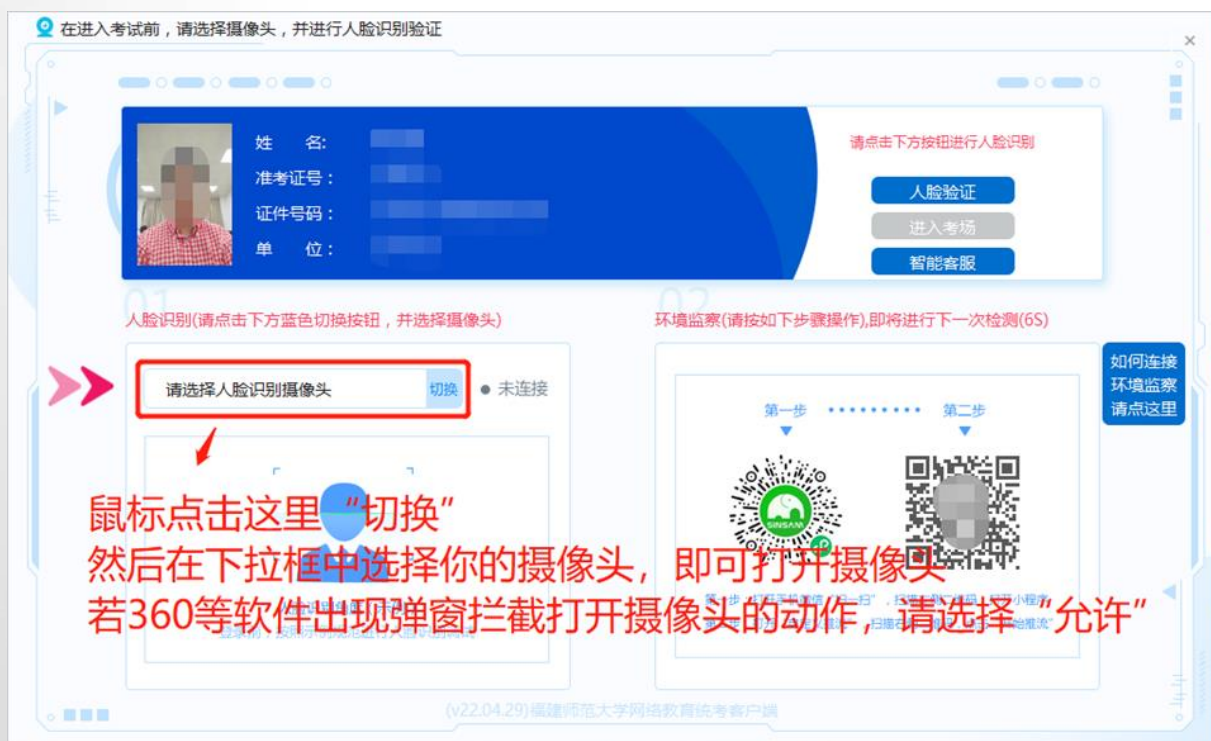 在进入考试前，请选择摄像头，并进行人脸识别验证
姓 名:
准考证号：
证件号码：
单 位：
请点击下方按钮进行人脸识别
人脸验证
进入考场
智能客服
01
人脸识别(请点击下方蓝色切换按钮，并选择摄像头)
02
环境监察(请按如下步骤操作),即将进行下一次检测(6S)
请选择人脸识别摄像头
切换
未连接
如何连接
环境监察
请点这里
第一步
第二步
SINSAM
鼠标点击这里“切换”
然后在下拉框中选择你的摄像头，即可打开摄像头
若360等软件出现弹窗拦截打开摄像头的动作，请选择“允许”
(v22.04.29)福建师范大学网络教育统考客户端